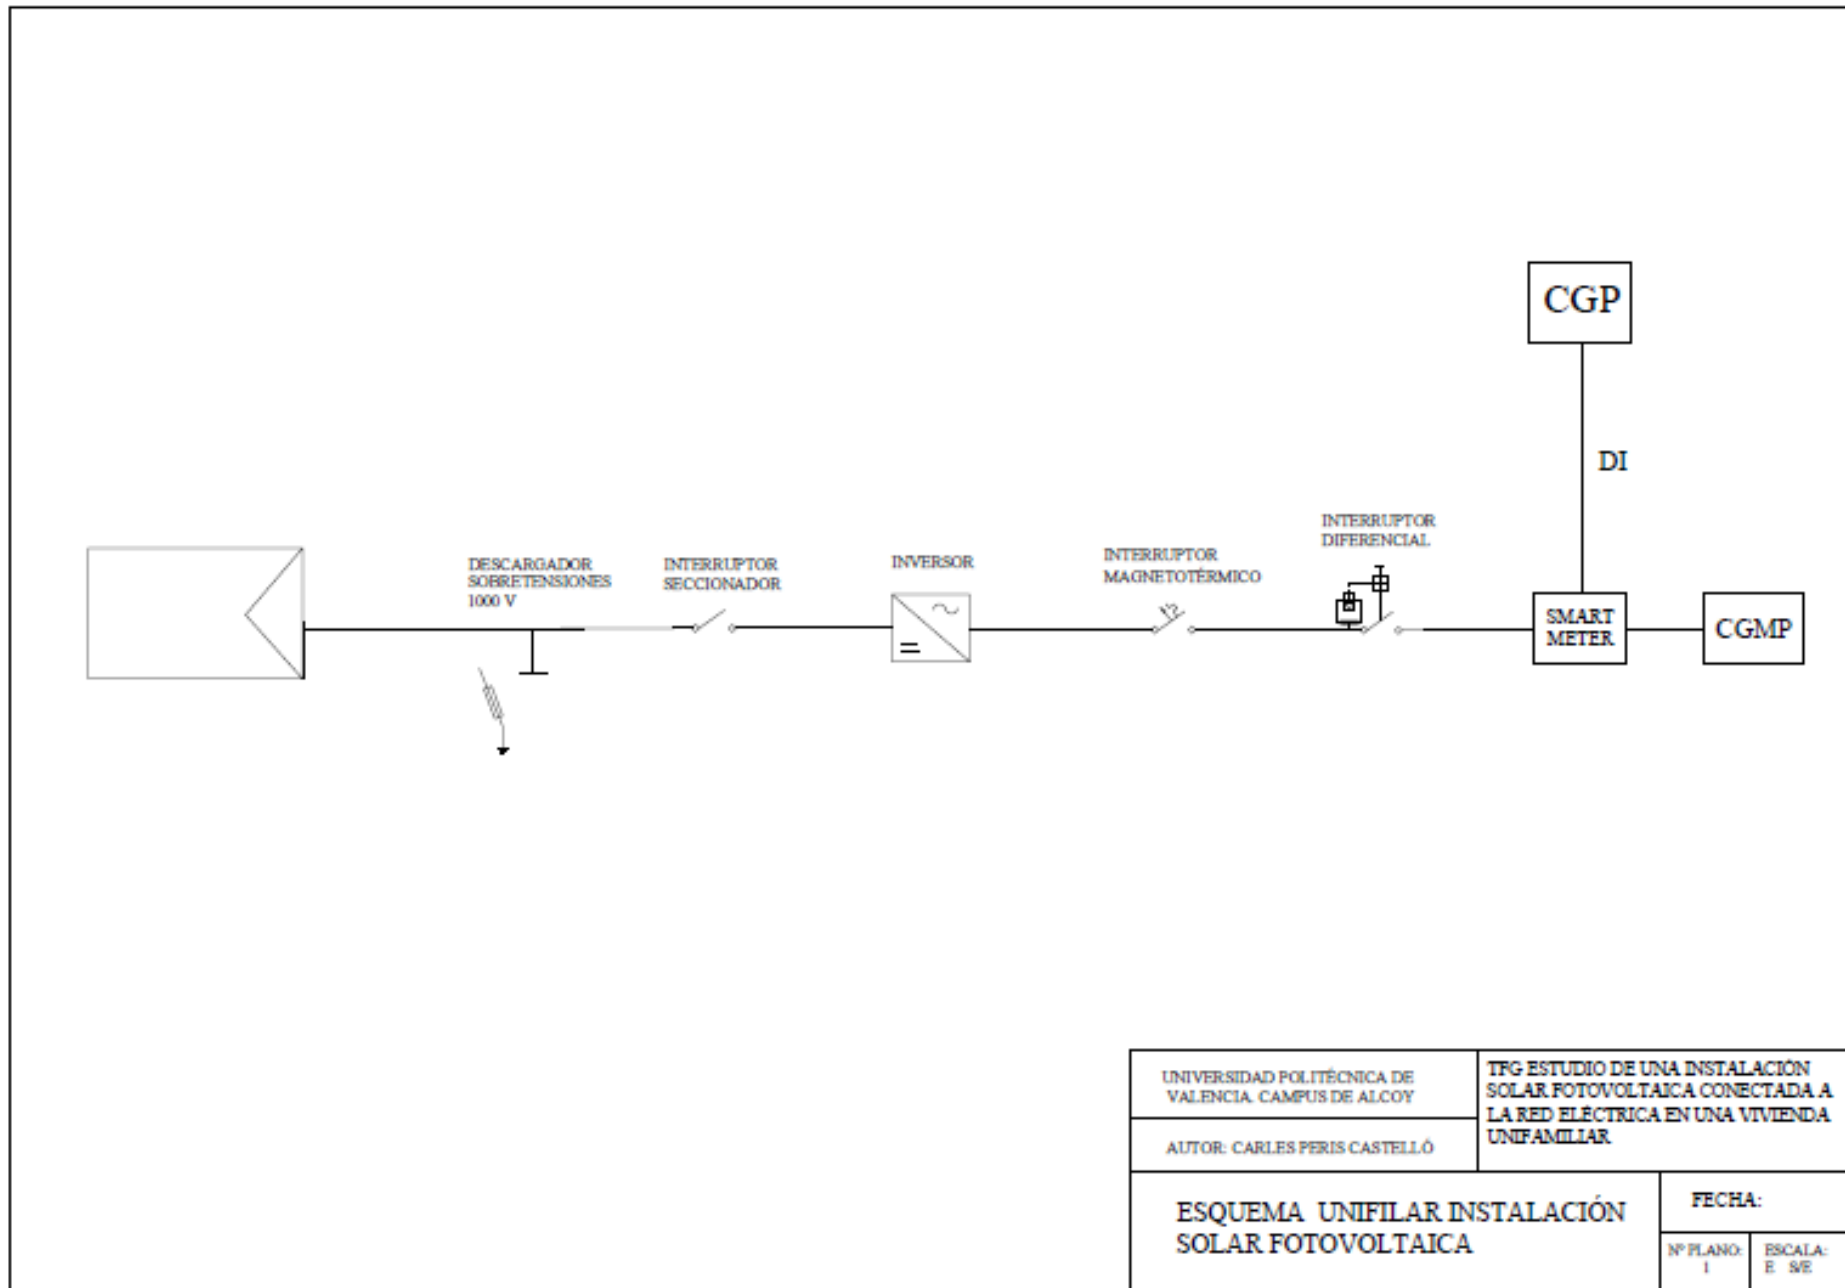 CGP
DI
DESCARGADOR
SOBRETENSIONES
1000 V
INTERRUPTOR
SECCIONADOR
INVERSOR
INTERRUPTOR
MAGNETOTÉRMICO
INTERRUPTOR
DIFERENCIAL
SMART
METER
CGMP
UNIVERSIDAD POLITÉCNICA DE
VALENCIA. CAMPUS DE ALCOY
AUTOR: CARLES PERIS CASTELLÓ
TFG ESTUDIO DE UNA INSTALACIÓN
SOLAR FOTOVOLTAICA CONECTADA A
LA RED ELÉCTRICA EN UNA VIVIENDA
UNIFAMILIAR
ESQUEMA UNIFILAR INSTALACIÓN
SOLAR FOTOVOLTAICA
FECHA:
Nº PLANO:
1
ESCALA:
E S/E